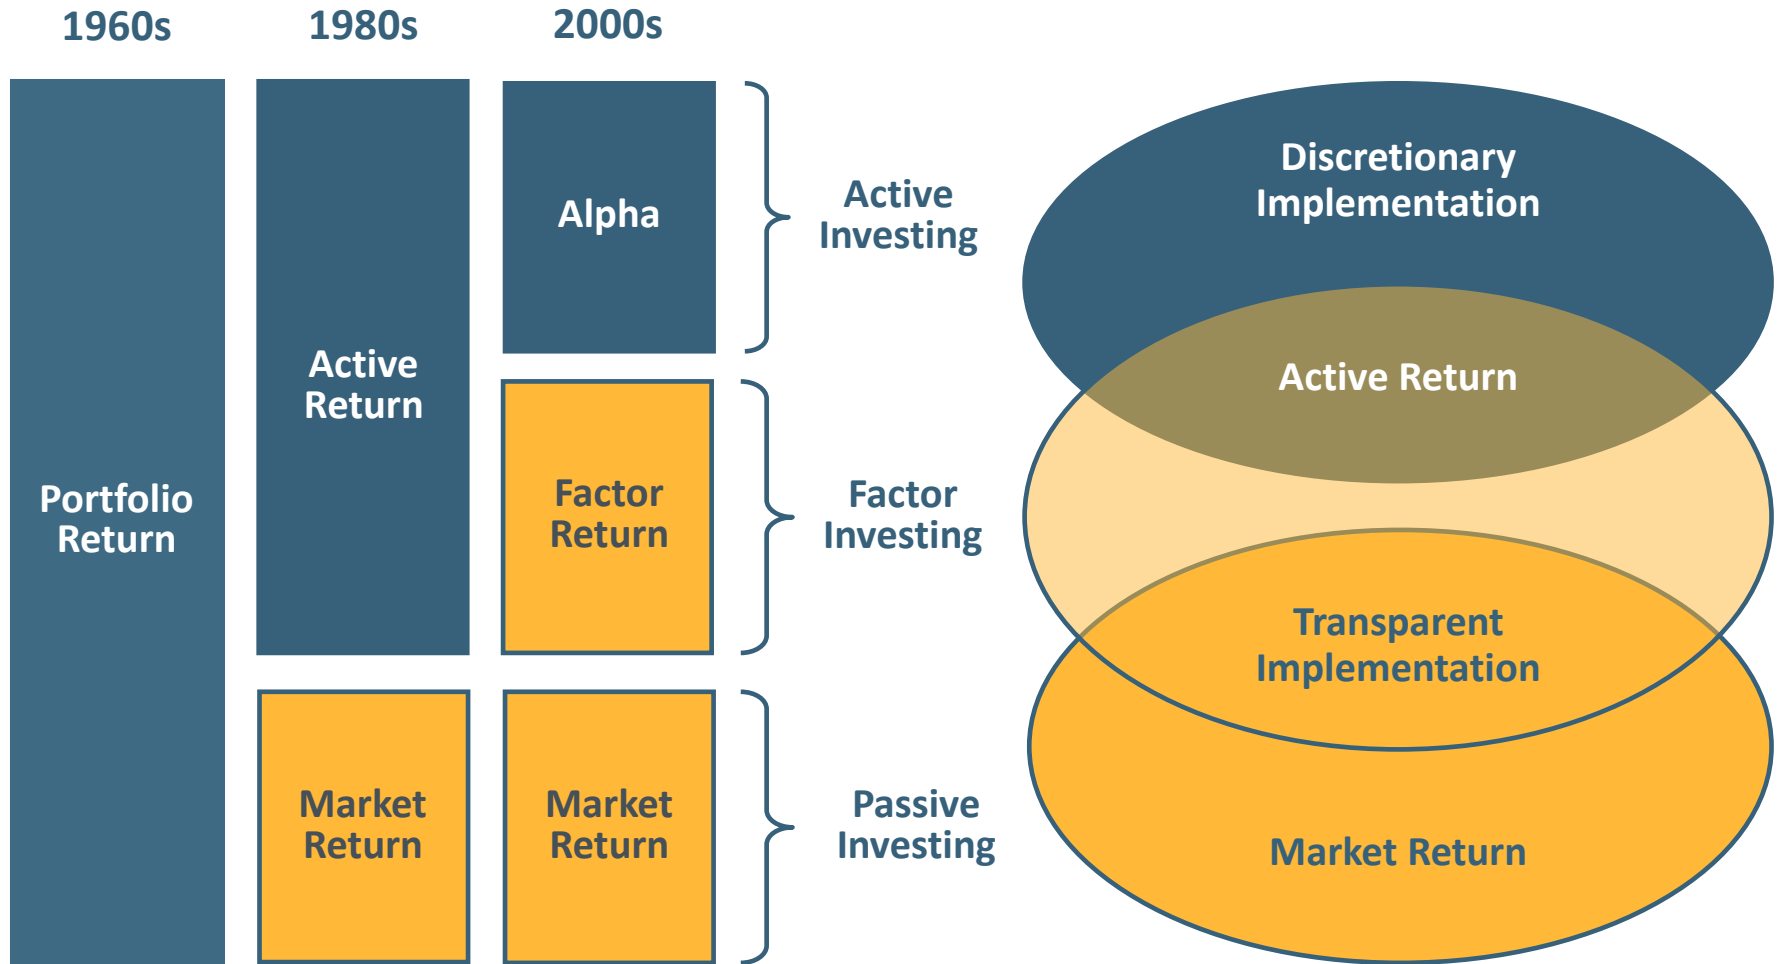 1960s
1980s
2000s
Portfolio
Return
Active
Return
Market
Return
Alpha
Factor
Return
Market
Return
Active
Investing
Factor
Investing
Passive
Investing
Discretionary
Implementation
Active Return
Transparent
Implementation
Market Return